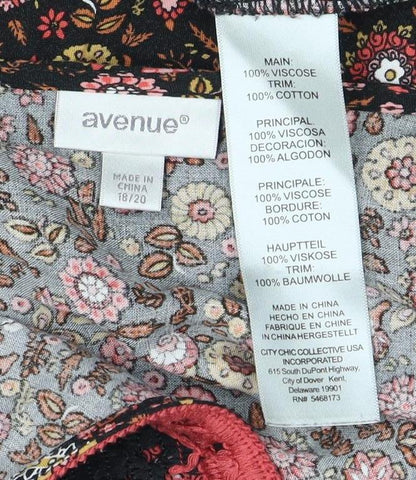 avenue®
MADE IN
CHINA
18/20
MAIN:
100% VISCOSE
TRIM:
100% COTTON
PRINCIPAL
100% VISCOSA
DECORACION:
100% ALGODON
PRINCIPALE:
100% VISCOSE
BORDURE:
100% COTON
HAUPTTEIL
100% VISKOSE
TRIM:
100% BAUMWOLLE
MADE IN CHINA
HECHO EN CHINA
FABRIQUE EN CHINE
IN CHINAHERGESTELLT
CITY CHIC COLLECTIVE USA
INCORPORATED
615 South DuPont Highway,
City of Dover Kent,
Delaware 19901
RN# 5468173